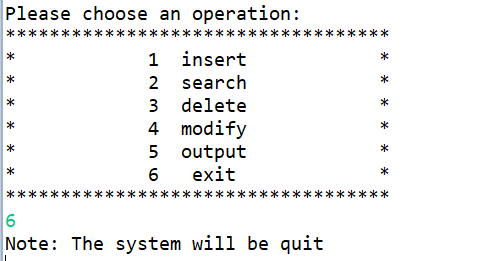 Please choose an operation:
***********************************
*            1  insert            *
*            2  search            *
*            3  delete            *
*            4  modify            *
*            5  output            *
*            6   exit             *
***********************************
6
Note: The system will be quit